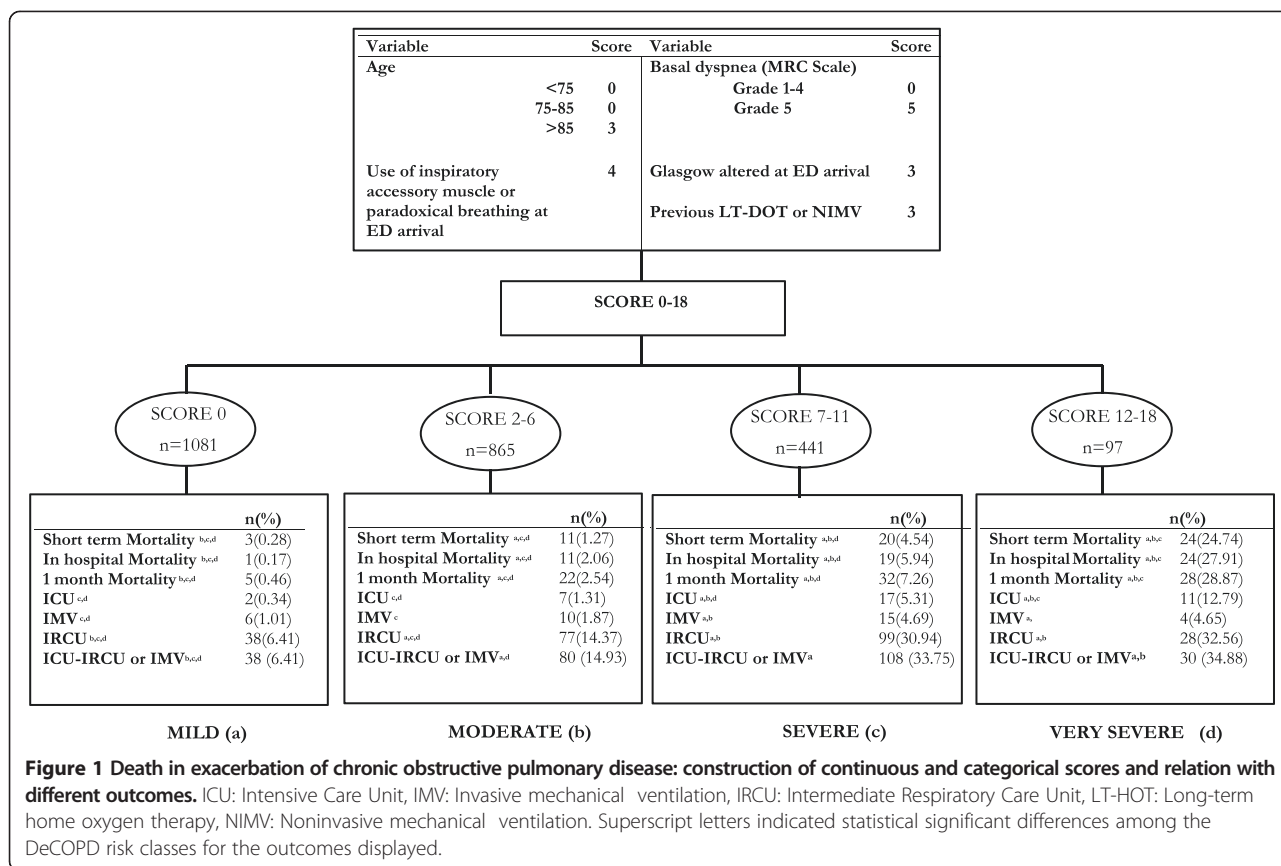 Variable Score Variable Score
Age Basal dyspnea (MRC Scale)
<75 0 Grade 1-4 0
75-85 0 Grade 5 5
>85 3
Use of inspiratory 4 Glasgow altered at ED arrival 3
accessory muscle or
paradoxical breathing at Previous LT-DOT or NIMV 3
ED arrival
SCORE 0-18
SCORE 0
n=1081
SCORE 2-6
n=865
SCORE 7-11
n=441
SCORE 12-18
n=97
n(%)
Short term Mortality b,c,d 3(0.28)
In hospital Mortality b,c,d 1(0.17)
1 month Mortality b,c,d 5(0.46)
ICU c,d 2(0.34)
IMV c,d 6(1.01)
IRCU b,c,d 38(6.41)
ICU-IRCU or IMV b,c,d 38 (6.41)
MILD (a)
n(%)
Short term Mortality a,c,d 11(1.27)
In hospital Mortality a,c,d 11(2.06)
1 month Mortality a,c,d 22(2.54)
ICU c,d 7(1.31)
IMV c 10(1.87)
IRCU a,c,d 77(14.37)
ICU-IRCU or IMV a,d 80 (14.93)
MODERATE (b)
n(%)
Short term Mortality a,b,d 20(4.54)
In hospital Mortality a,b,d 19(5.94)
1 month Mortality a,b,d 32(7.26)
ICU a,b,d 17(5.31)
IMV a,b 15(4.69)
IRCU a,b 99(30.94)
ICU-IRCU or IMV a 108 (33.75)
SEVERE (c)
n(%)
Short term Mortality a,b,c 24(24.74)
In hospital Mortality a,b,c 24(27.91)
1 month Mortality a,b,c 28(28.87)
ICU a,b,c 11(12.79)
IMV a, 4(4.65)
IRCU a,b 28(32.56)
ICU-IRCU or IMV a,b 30 (34.88)
VERY SEVERE (d)
Figure 1 Death in exacerbation of chronic obstructive pulmonary disease: construction of continuous and categorical scores and relation with
different outcomes. ICU: Intensive Care Unit, IMV: Invasive mechanical ventilation, IRCU: Intermediate Respiratory Care Unit, LT-HOT: Long-term
home oxygen therapy, NIMV: Noninvasive mechanical ventilation. Superscript letters indicated statistical significant differences among the
DeCOPD risk classes for the outcomes displayed.